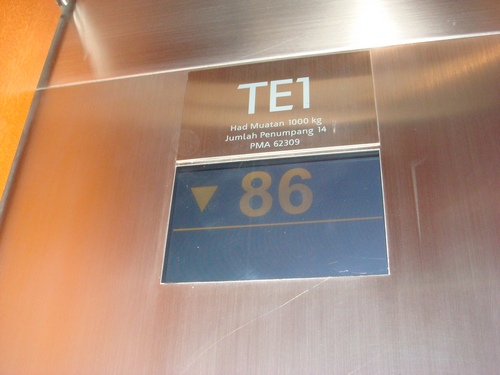 TE1
Had Muatan 1000 kg
Jumlah Penumpang 14
PMA 62309
86